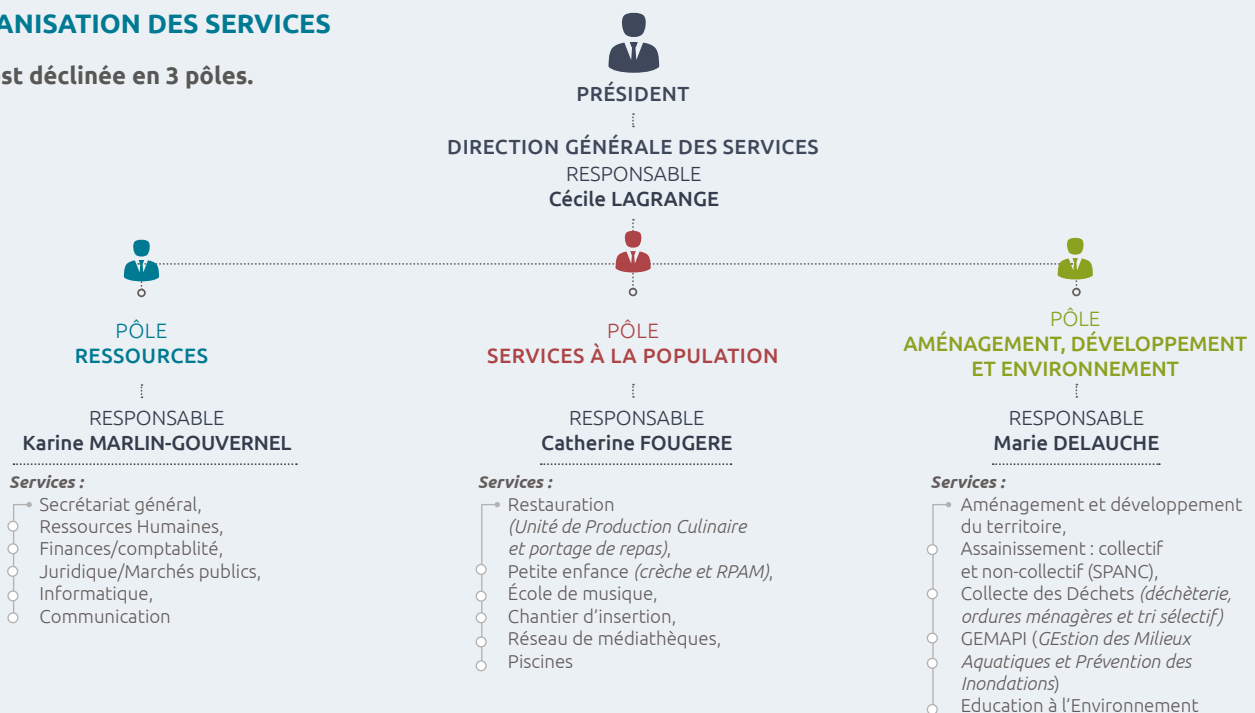 ANISATION DES SERVICES
st déclinée en 3 pôles.
PRÉSIDENT
DIRECTION GÉNÉRALE DES SERVICES
RESPONSABLE
Cécile LAGRANGE
PÔLE
RESSOURCES
RESPONSABLE
Karine MARLIN-GOUVERNEL
Services :
Secrétariat général,
Ressources Humaines,
Finances/comptablité,
Juridique/Marchés publics,
Informatique,
Communication
PÔLE
SERVICES À LA POPULATION
RESPONSABLE
Catherine FOUGERE
Services :
Restauration
(Unité de Production Culinaire
et portage de repas),
Petite enfance (crèche et RPAM),
École de musique,
Chantier d'insertion,
Réseau de médiathèques,
Piscines
PÔLE
AMÉNAGEMENT, DÉVELOPPEMENT
ET ENVIRONNEMENT
RESPONSABLE
Marie DELAUCHE
Services :
Aménagement et développement
du territoire,
Assainissement : collectif
et non-collectif (SPANC),
Collecte des Déchets (déchèterie,
ordures ménagères et tri sélectif)
GEMAPI (GEstion des Milieux
Aquatiques et Prévention des
Inondations)
Education à l'Environnement